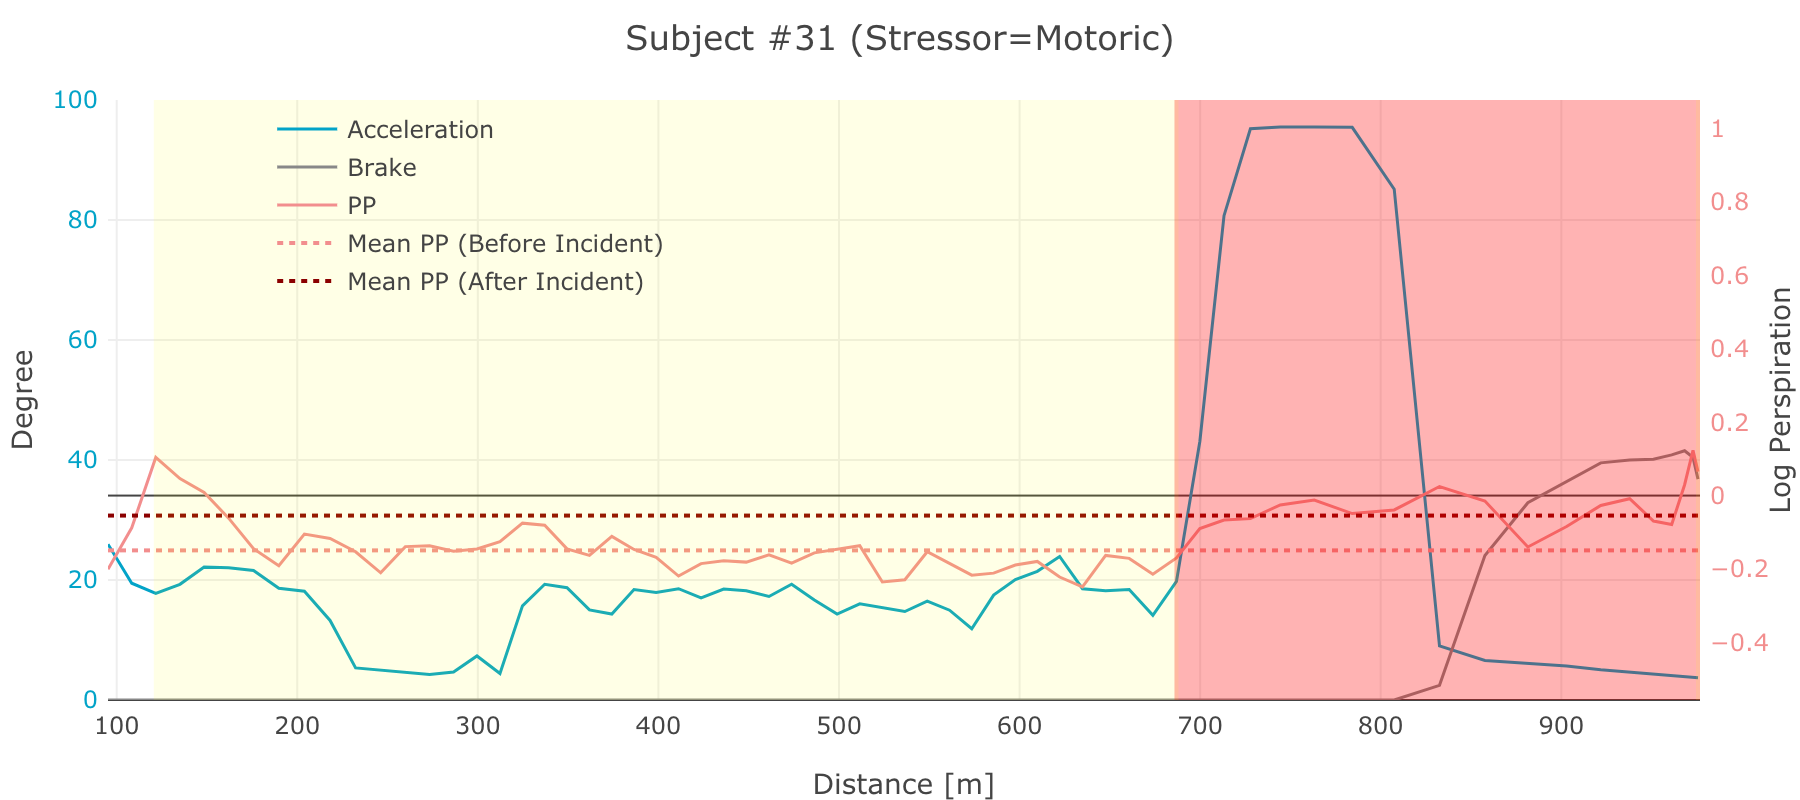 Subject #31 (Stressor=Motoric)
Acceleration
Brake
PP
Mean PP (Before Incident)
Mean PP (After Incident)
Degree
100
80
60
40
20
0
1
0.8
0.6
0.4
0.2
0
−0.2
−0.4
Log Perspiration
100 200 300 400 500 600 700 800 900
Distance [m]